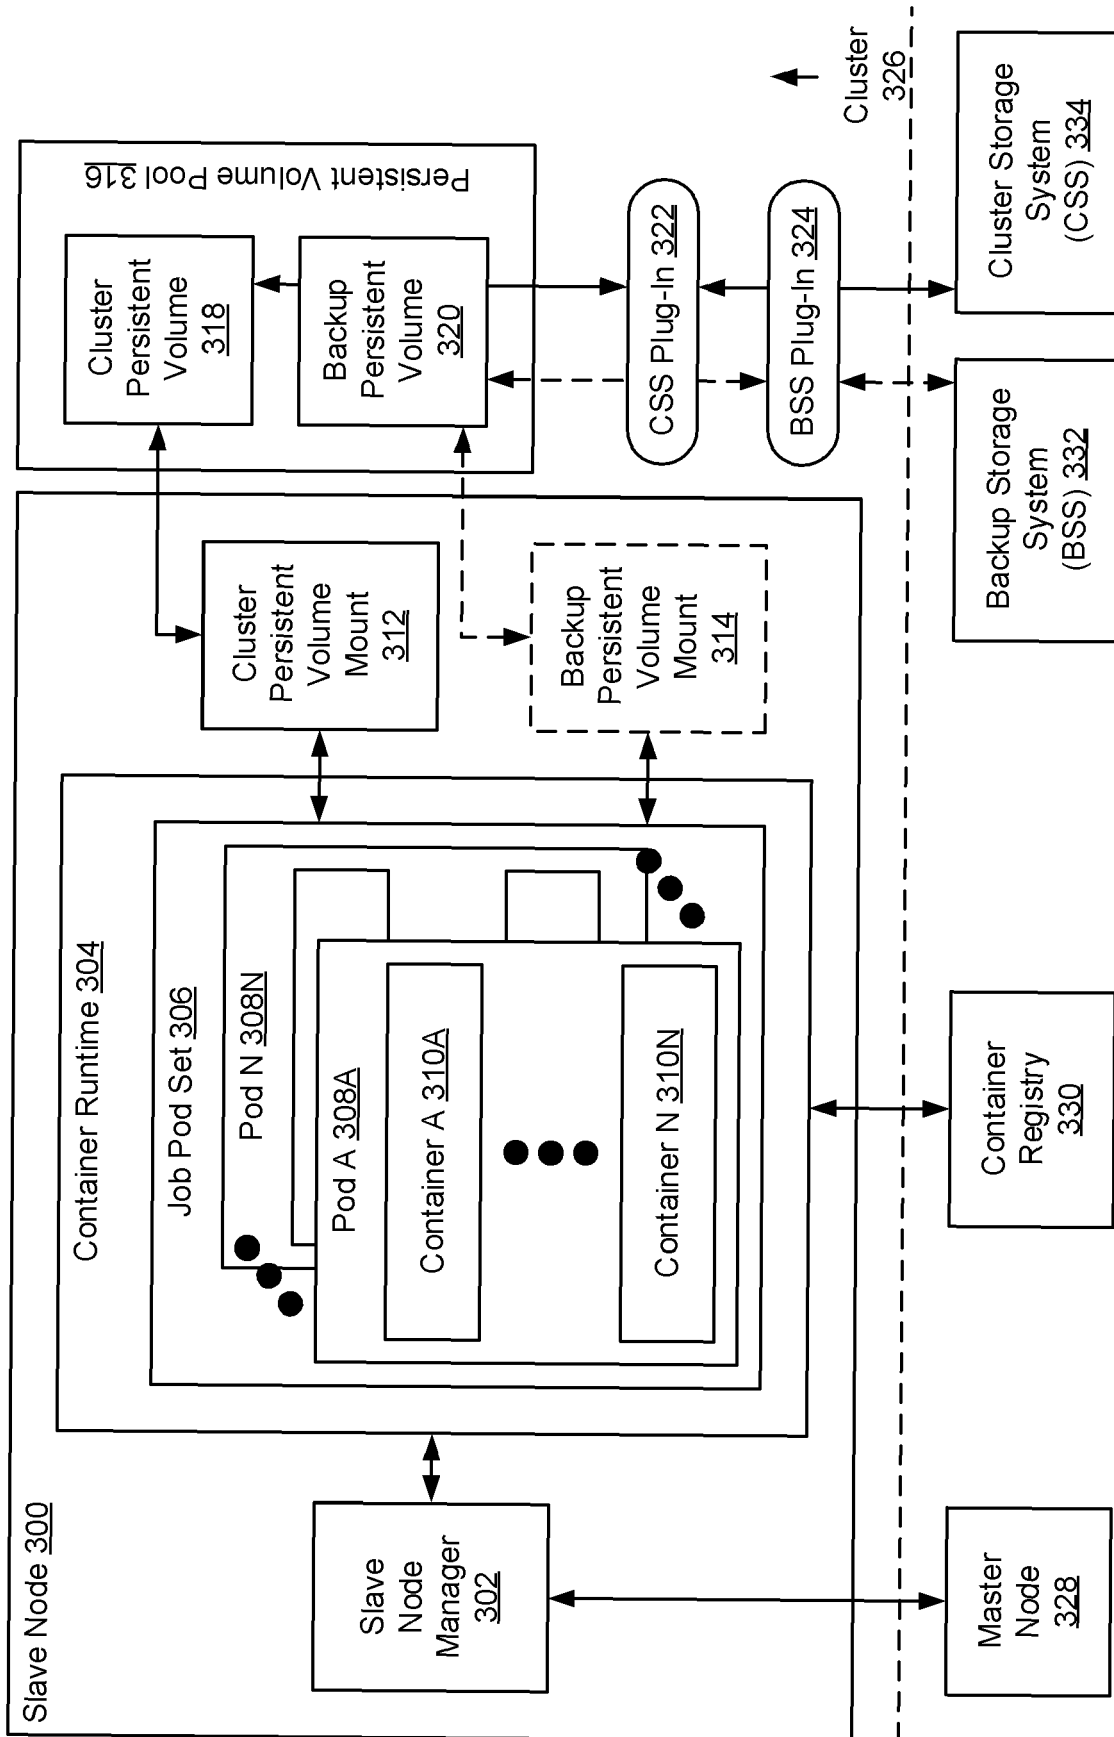 Slave Node 300
Slave
Node
Manager
302
Container Runtime 304
Job Pod Set 306
Pod N 308N
Pod A 308A
Container A 310A
Container N 310N
Cluster
Persistent
Volume
Mount
312
Backup
Persistent
Volume
Mount
314
Persistent Volume Pool 316
Cluster
Persistent
Volume
318
Backup
Persistent
Volume
320
CSS Plug-In 322
BSS Plug-In 324
Cluster
326
Master
Node
328
Container
Registry
330
Backup Storage
System
(BSS) 332
Cluster Storage
System
(CSS) 334